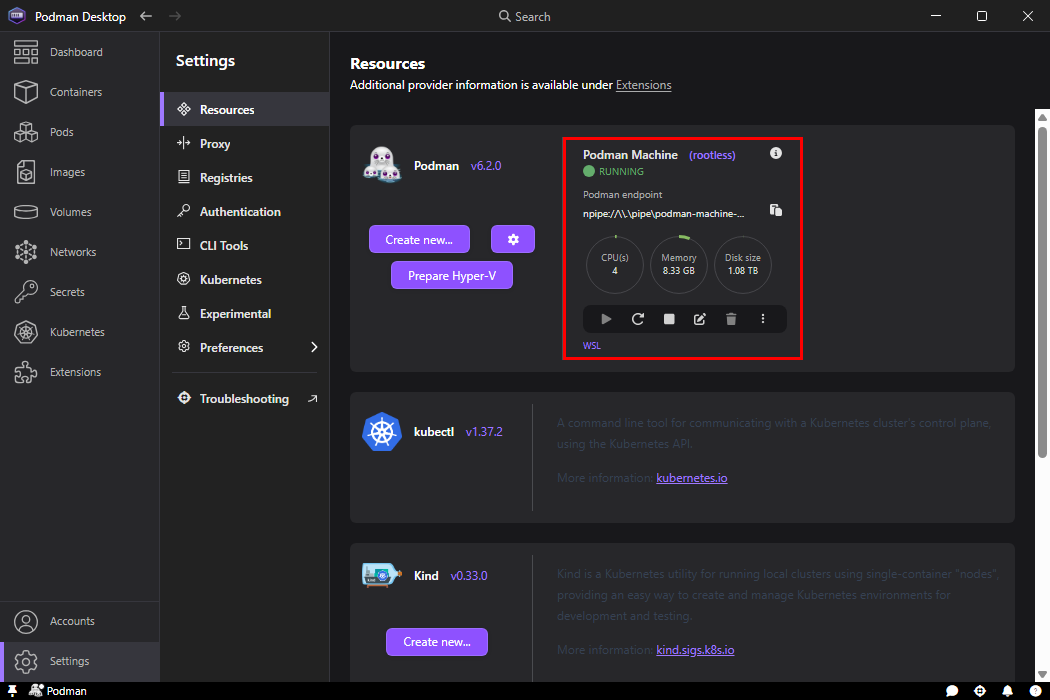 Podman Desktop
Search
Dashboard
Containers
Pods
Images
Volumes
Networks
Secrets
Kubernetes
Extensions
Accounts
Settings
Settings
Resources
Proxy
Registries
Authentication
CLI Tools
Kubernetes
Experimental
Preferences
Troubleshooting
Resources
Additional provider information is available under Extensions
Podman v6.2.0
Create new...
Prepare Hyper-V
Podman Machine (rootless)
RUNNING
Podman endpoint
npipe://\\.\pipe\podman-machine-...
CPU(s)
4
Memory
8.33 GB
Disk size
1.08 TB
WSL
kubectl v1.37.2
A command line tool for communicating with a Kubernetes cluster's control plane,
using the Kubernetes API.
More information: kubernetes.io
Kind v0.33.0
Create new...
Kind is a Kubernetes utility for running local clusters using single-container "nodes",
providing an easy way to create and manage Kubernetes environments for
development and testing.
More information: kind.sigs.k8s.io
Podman